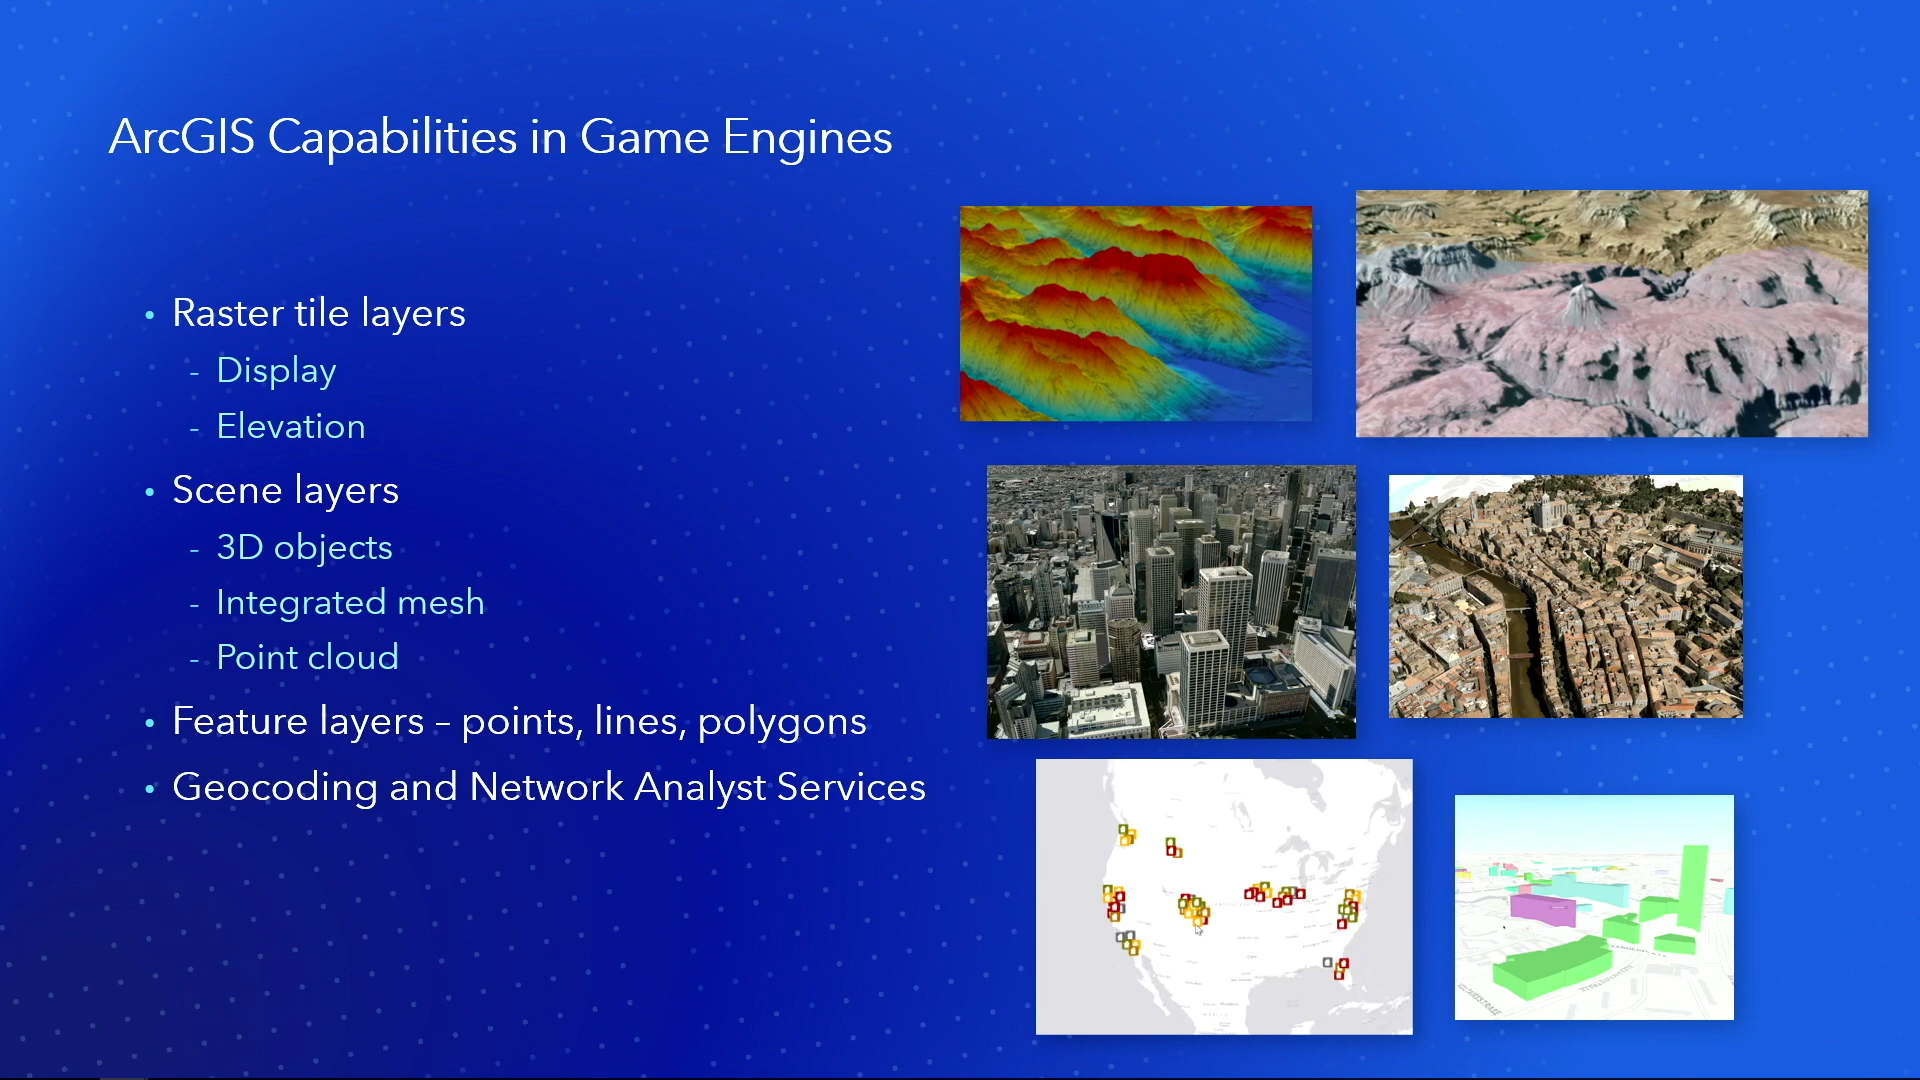 ArcGIS Capabilities in Game Engines
• Raster tile layers
- Display
- Elevation
• Scene layers
- 3D objects
- Integrated mesh
- Point cloud
• Feature layers – points, lines, polygons
• Geocoding and Network Analyst Services